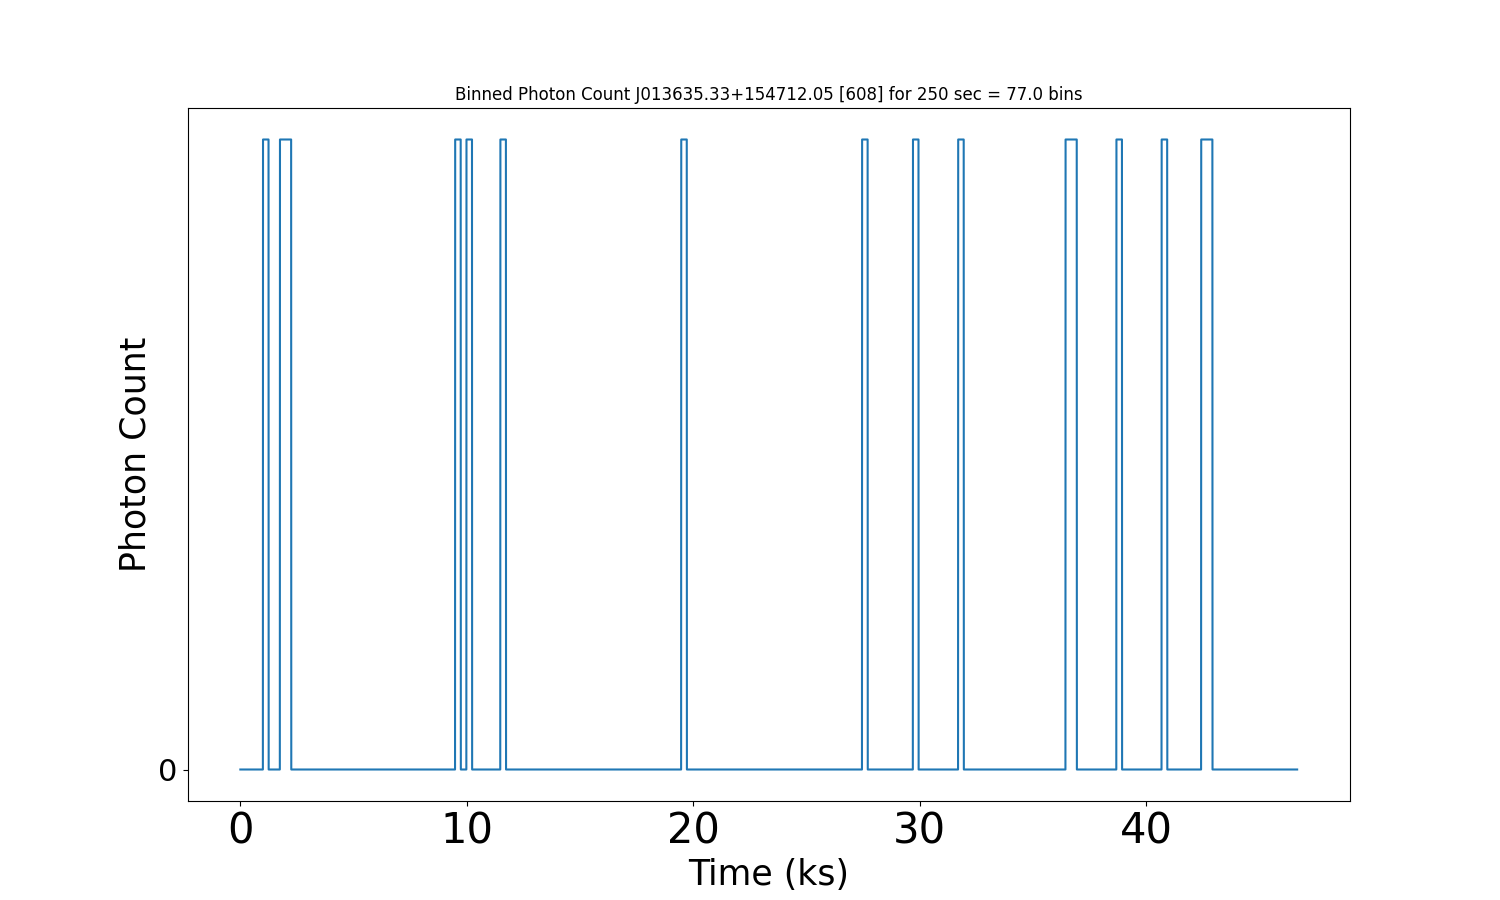 Binned Photon Count J013635.33+154712.05 [608] for 250 sec = 77.0 bins
Photon Count
0
0 10 20 30 40
Time (ks)